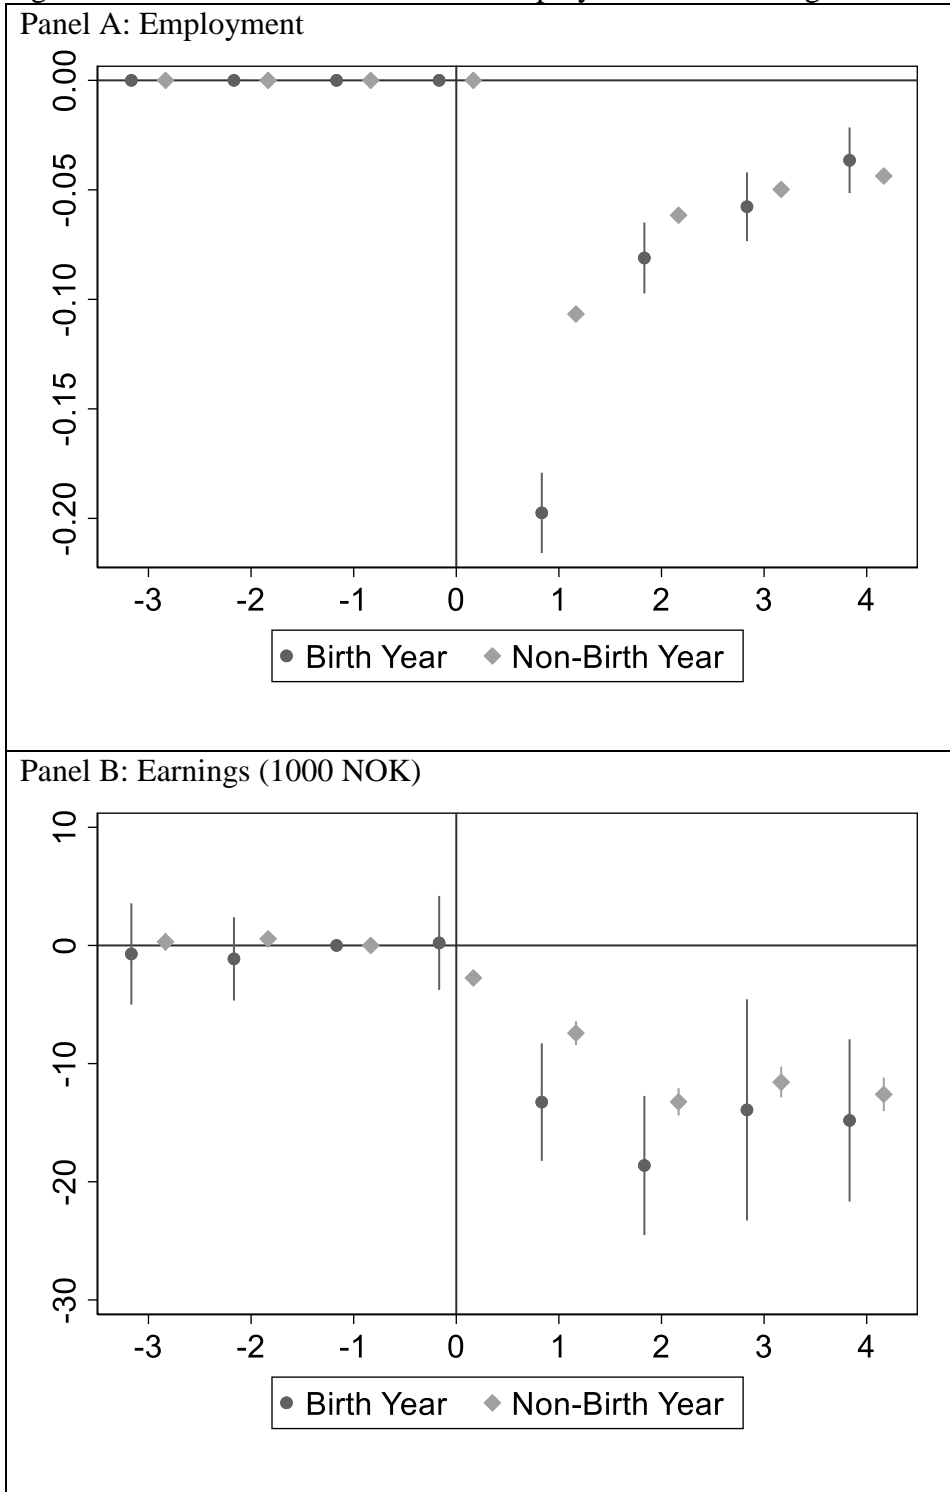 Panel A: Employment
0.00
-0.05
-0.10
-0.15
-0.20
-3 -2 -1 0 1 2 3 4
Birth Year Non-Birth Year
Panel B: Earnings (1000 NOK)
10
0
-10
-20
-30
-3 -2 -1 0 1 2 3 4
Birth Year Non-Birth Year